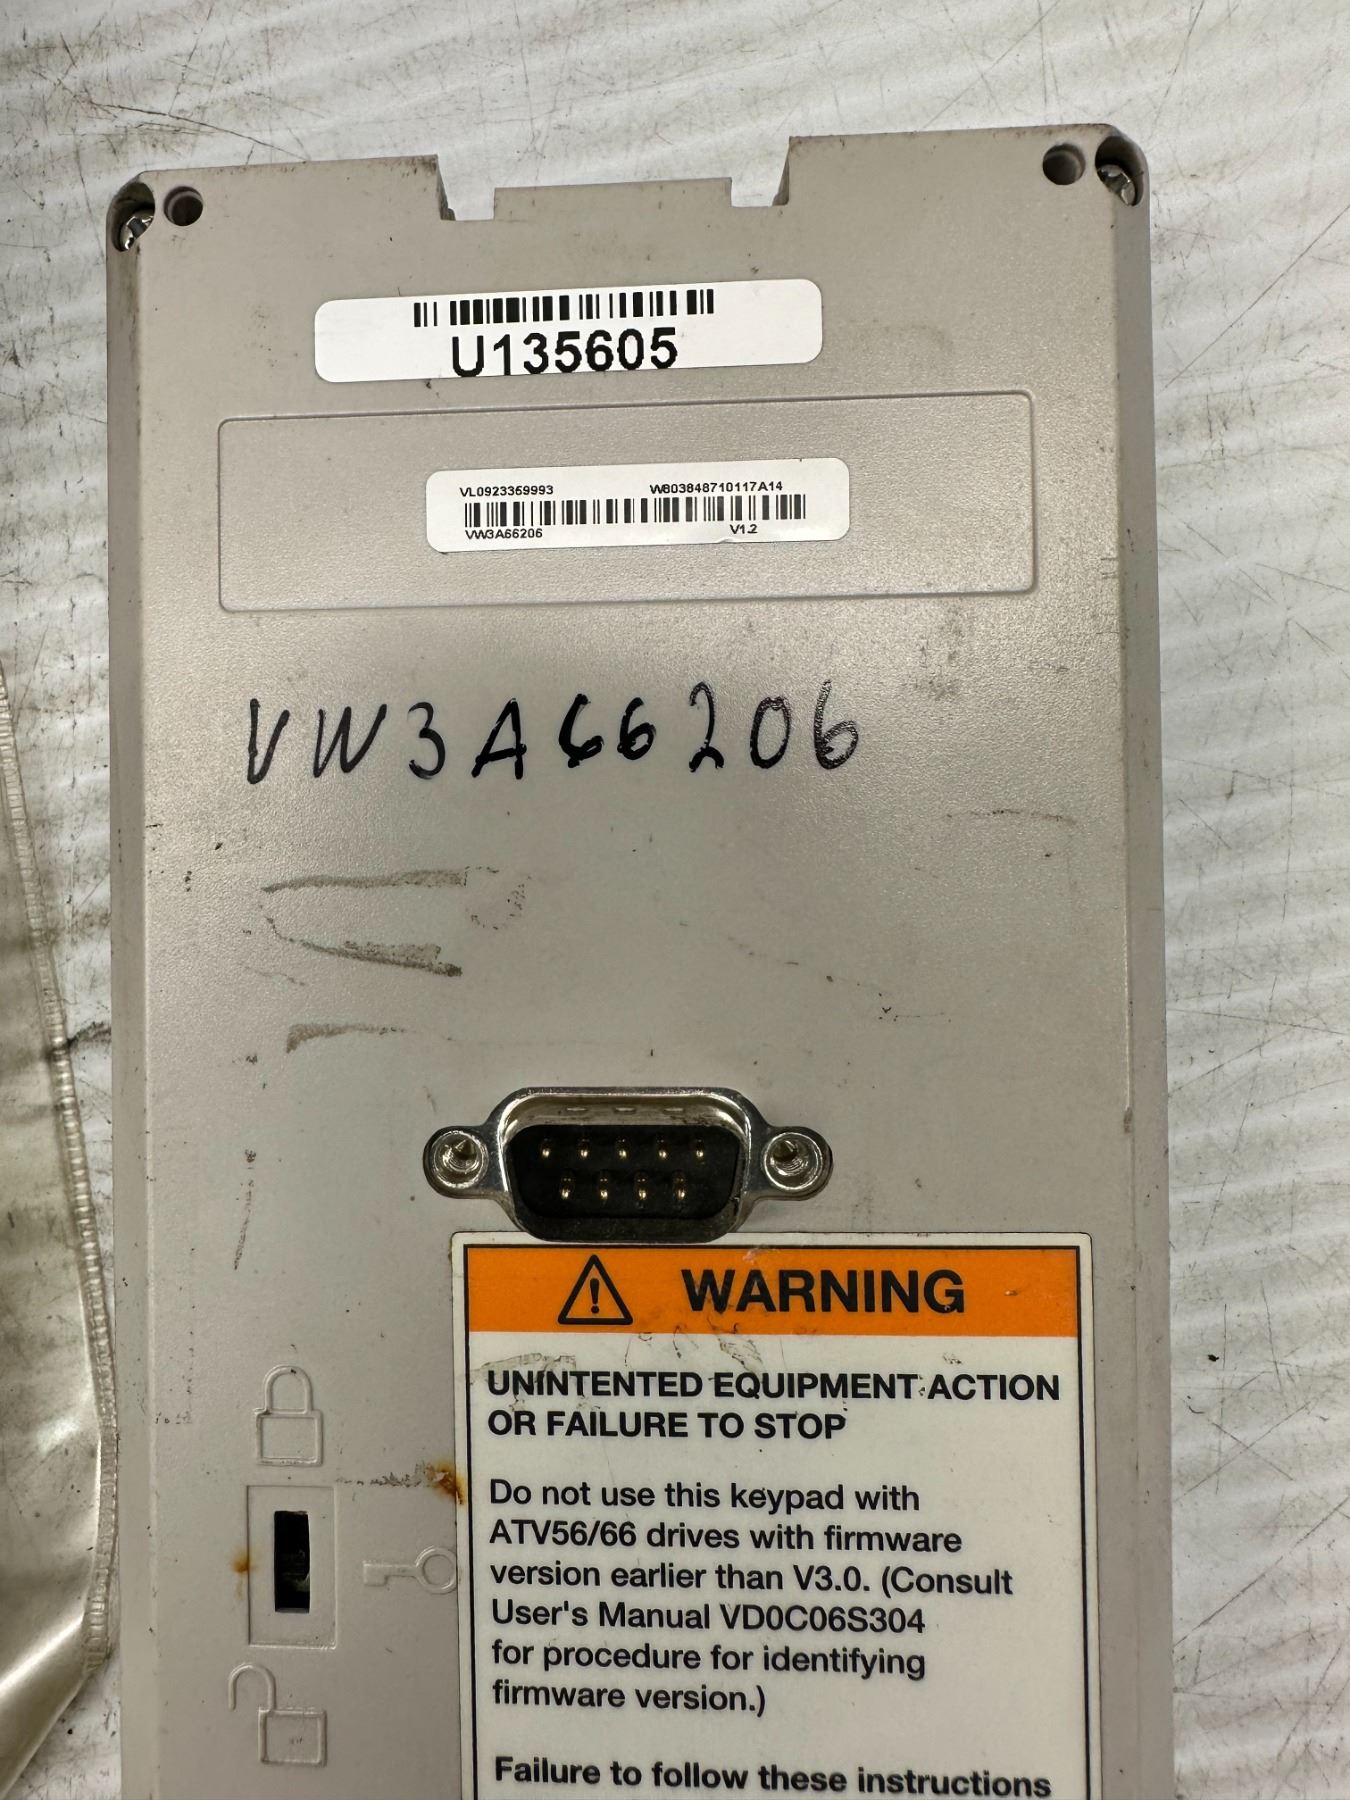 U135605
VL0923359993 W803848710117A14
VW3A66206 V1.2
VW3A66206
WARNING
UNINTENTED EQUIPMENT ACTION
OR FAILURE TO STOP
Do not use this keypad with
ATV56/66 drives with firmware
version earlier than V3.0. (Consult
User's Manual VD0C06S304
for procedure for identifying
firmware version.)
Failure to follow these instructions